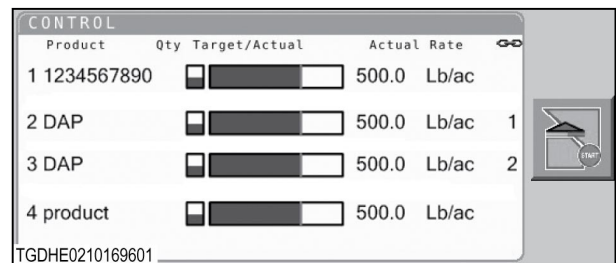 CONTROL
Product Qty Target/Actual Actual Rate
1 1234567890 500.0 Lb/ac
2 DAP 500.0 Lb/ac 1
3 DAP 500.0 Lb/ac 2
START
4 product 500.0 Lb/ac
TGDHE0210169601